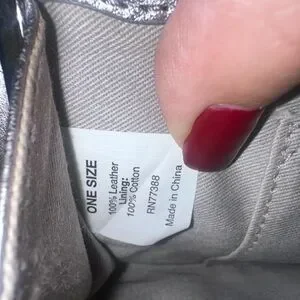 ONE SIZE
100% Leather
Lining:
100% Cotton
RN77388
Made in China